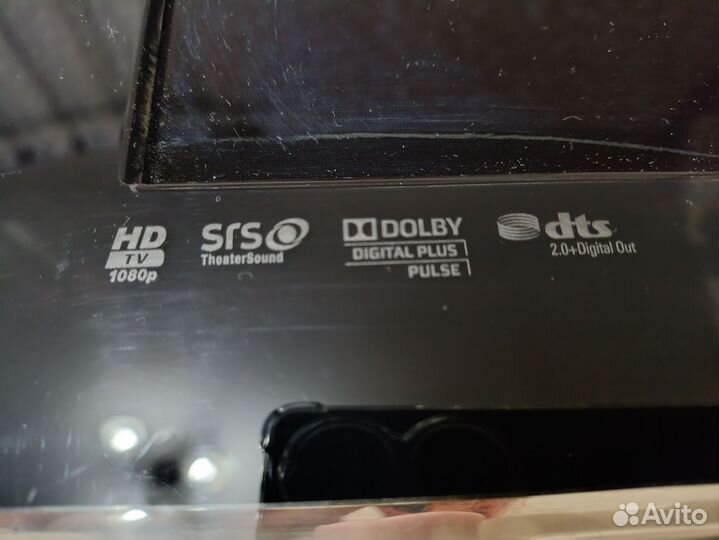 HD
TV
1080p
SRS
TheaterSound
DOLBY
DIGITAL PLUS
PULSE
dts
2.0+Digital Out
Avito